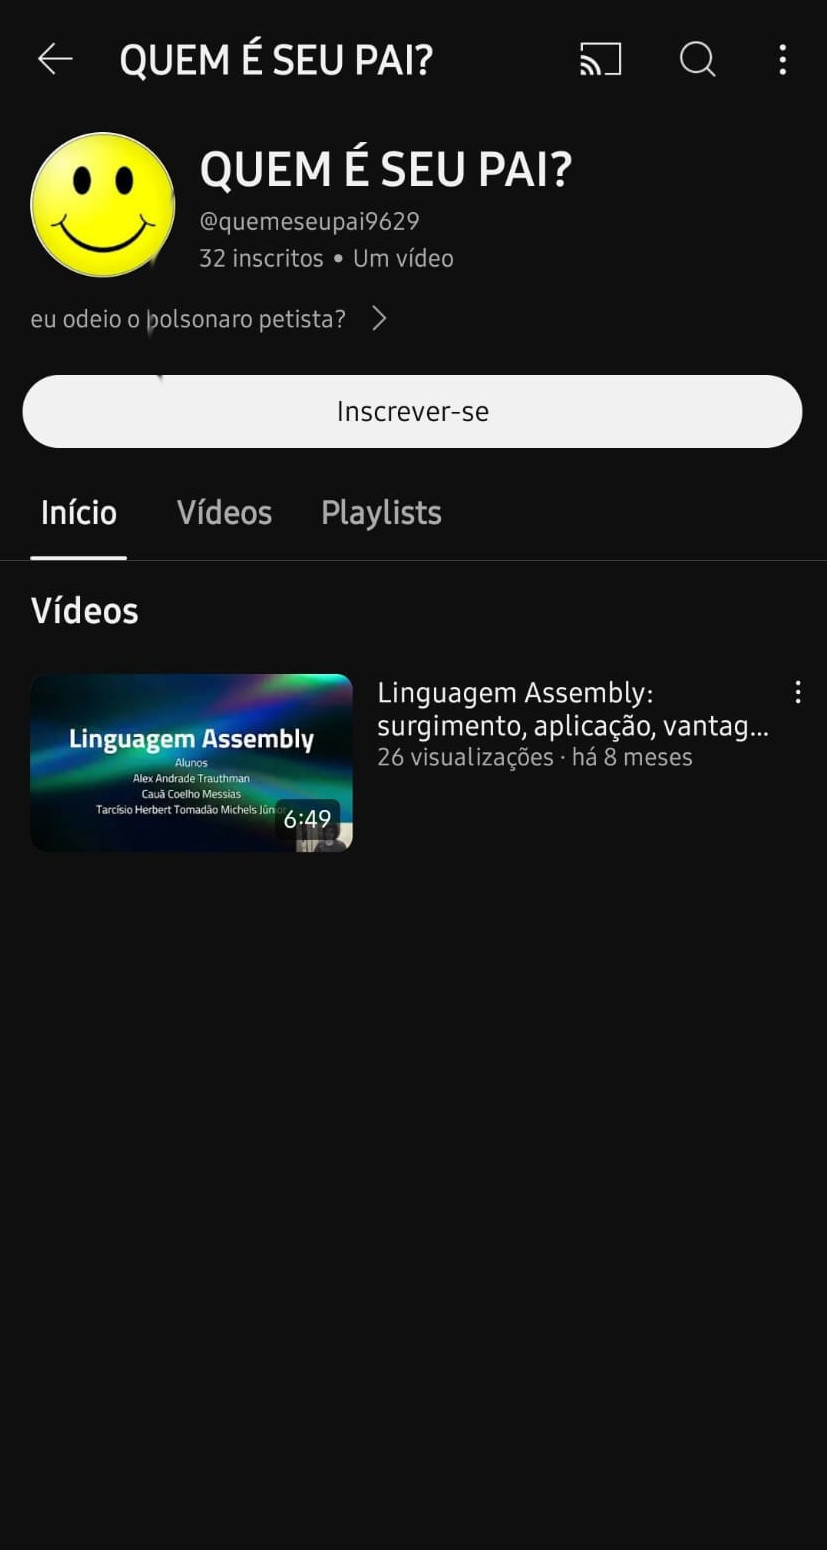 QUEM É SEU PAI?
QUEM É SEU PAI?
@quemeseupai9629
32 inscritos • Um vídeo
eu odeio o bolsonaro petista?
Inscrever-se
Início
Vídeos
Playlists
Vídeos
Linguagem Assembly
Alunos
Alex Andrade Trauthman
Cauã Coelho Messias
Tarcísio Herbert Tomadão Michels Júnior
6:49
Linguagem Assembly:
surgimento, aplicação, vantag...
26 visualizações · há 8 meses